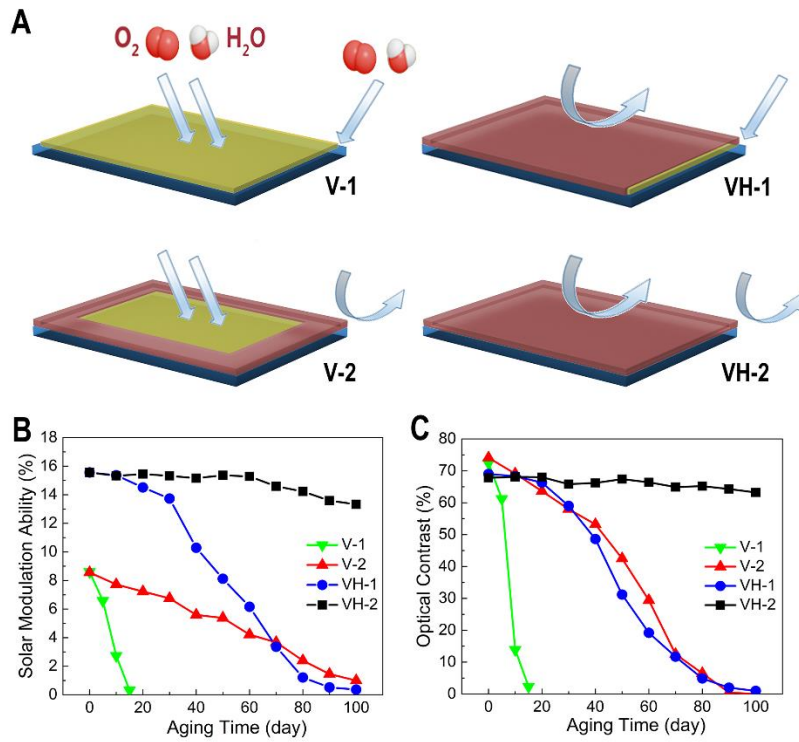 A
O2 H2O
V-1
VH-1
V-2
VH-2
B
Solar Modulation Ability (%)
18
16
14
12
10
8
6
4
2
0
V-1
V-2
VH-1
VH-2
0 20 40 60 80 100
Aging Time (day)
C
Optical Contrast (%)
80
70
60
50
40
30
20
10
0
V-1
V-2
VH-1
VH-2
0 20 40 60 80 100
Aging Time (day)